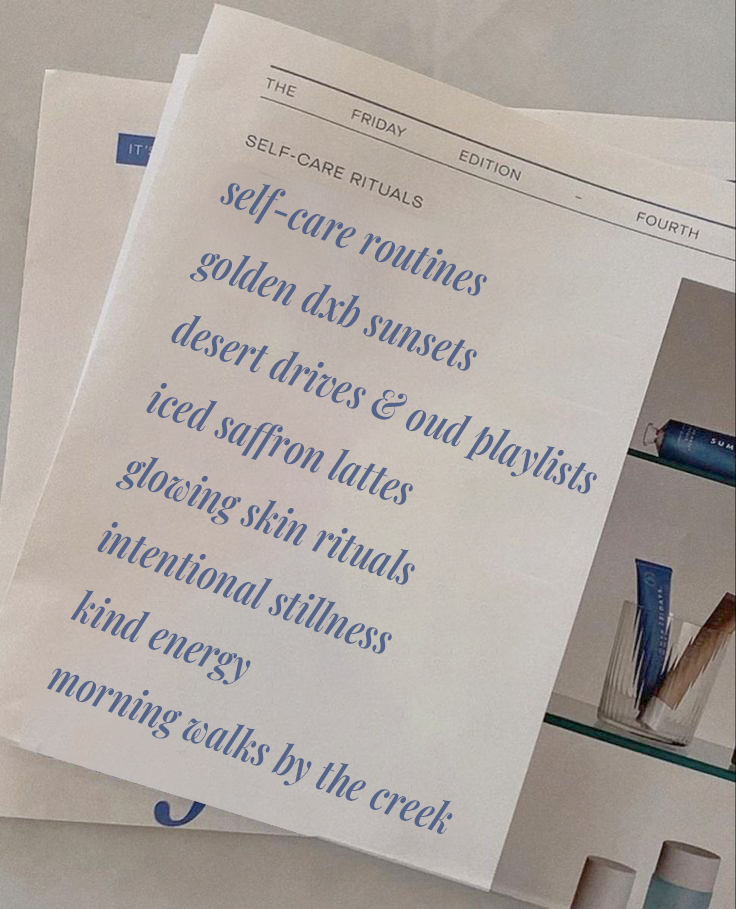 THE FRIDAY EDITION - FOURTH
SELF-CARE RITUALS
self-care routines
golden dxb sunsets
desert drives & oud playlists
iced saffron lattes
glowing skin rituals
intentional stillness
kind energy
morning walks by the creek
IT'S
SUM